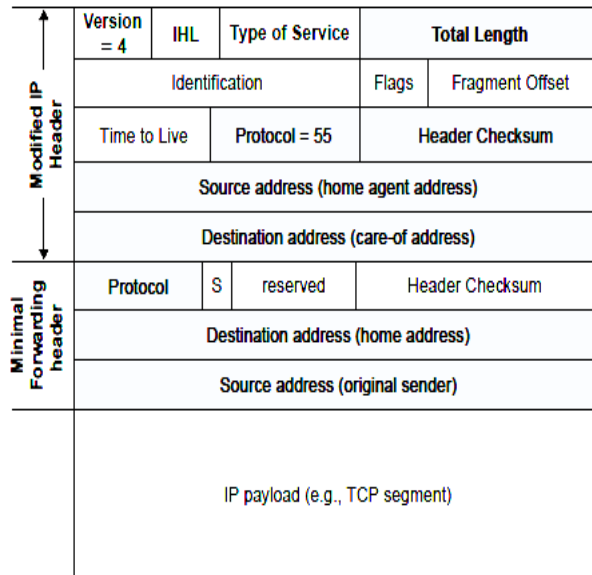 Modified IP
Header
Version
= 4
IHL
Type of Service
Total Length
Identification
Flags
Fragment Offset
Time to Live
Protocol = 55
Header Checksum
Source address (home agent address)
Destination address (care-of address)
Minimal
Forwarding
header
Protocol
S
reserved
Header Checksum
Destination address (home address)
Source address (original sender)
IP payload (e.g., TCP segment)